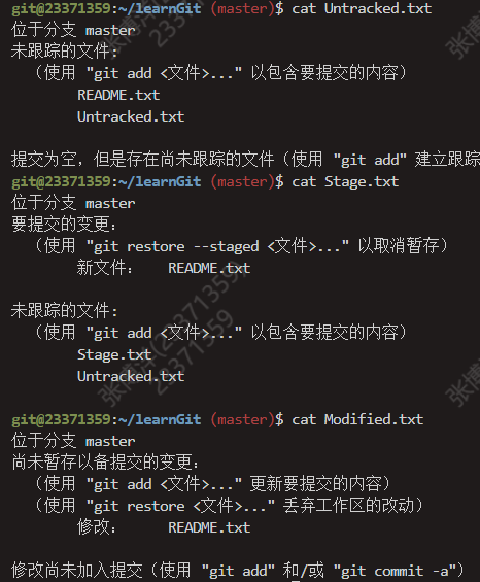 git@23371359:~/learnGit (master)$ cat Untracked.txt
位于分支 master
未跟踪的文件:
  （使用 "git add <文件>..." 以包含要提交的内容）
        README.txt
        Untracked.txt

提交为空，但是存在尚未跟踪的文件（使用 "git add" 建立跟踪
git@23371359:~/learnGit (master)$ cat Stage.txt
位于分支 master
要提交的变更：
  （使用 "git restore --staged <文件>..." 以取消暂存）
        新文件：   README.txt

未跟踪的文件:
  （使用 "git add <文件>..." 以包含要提交的内容）
        Stage.txt
        Untracked.txt

git@23371359:~/learnGit (master)$ cat Modified.txt
位于分支 master
尚未暂存以备提交的变更：
  （使用 "git add <文件>..." 更新要提交的内容）
  （使用 "git restore <文件>..." 丢弃工作区的改动）
        修改：     README.txt

修改尚未加入提交（使用 "git add" 和/或 "git commit -a"）